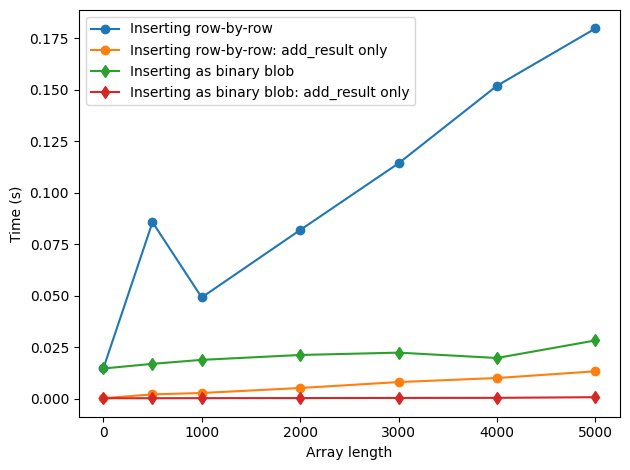 Inserting row-by-row
Inserting row-by-row: add_result only
Inserting as binary blob
Inserting as binary blob: add_result only
Time (s)
0.175
0.150
0.125
0.100
0.075
0.050
0.025
0.000
0 1000 2000 3000 4000 5000
Array length